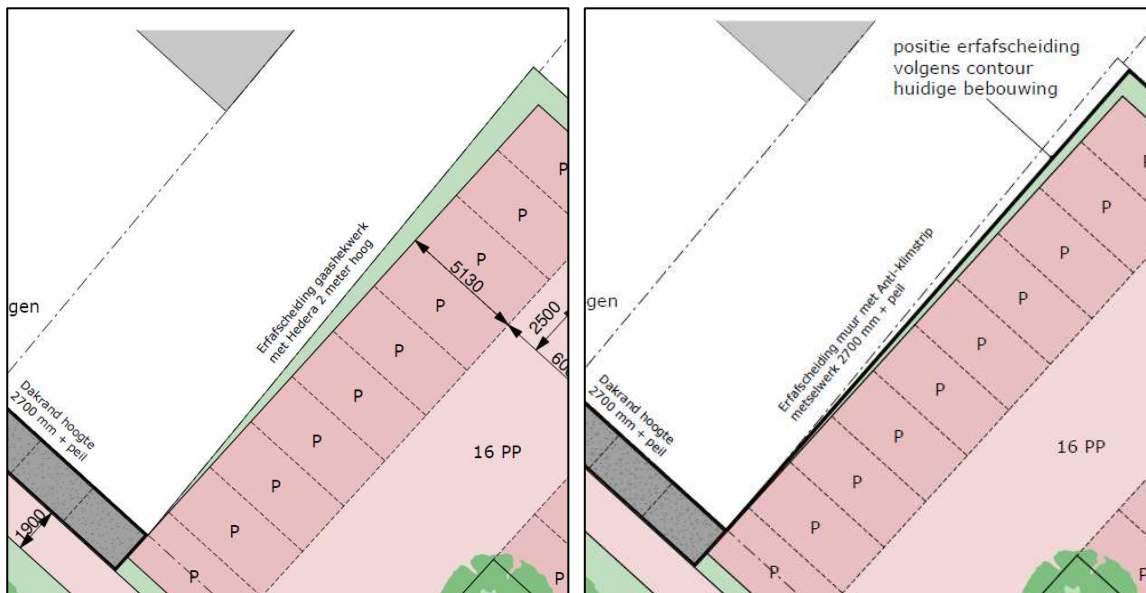 P
P
P
5130
P
2500
600
Erfafscheiding gaashekwerk
met Hedera 2 meter hoog
gen
P
P
Dakrand hoogte
2700 mm + peil
P
16 PP
P
1900
P
P
P
positie erfafscheiding
volgens contour
huidige bebouwing
P
P
P
P
Erfafscheiding muur met Anti-klimstrip
metselwerk 2700 mm + peil
gen
P
P
Dakrand hoogte
2700 mm + peil
P
16 PP
P
P
P